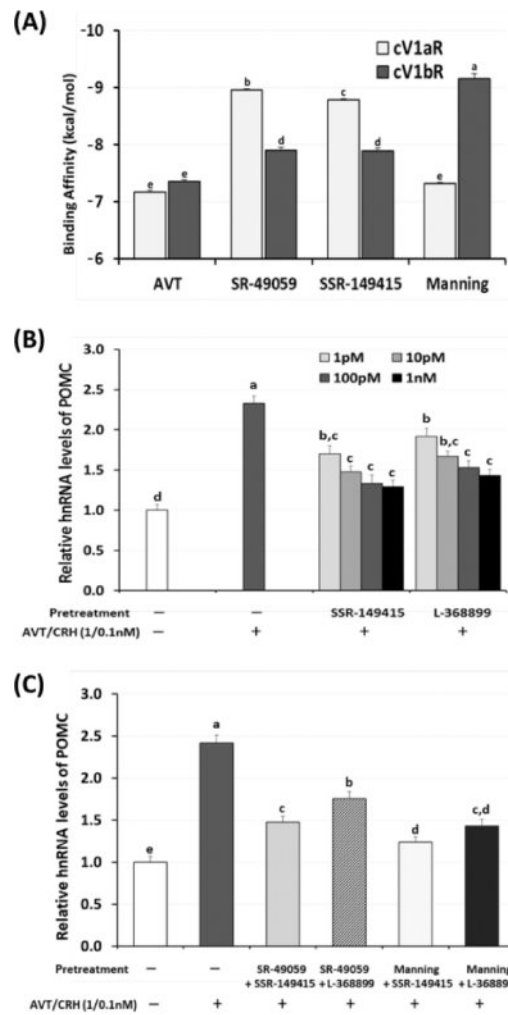 (A)
-10
-9
-8
-7
-6
Binding Affinity (kcal/mol)
cV1aR
cV1bR
e
e
b
d
c
d
e
a
AVT SR-49059 SSR-149415 Manning
(B)
3.0
2.5
2.0
1.5
1.0
0.5
0.0
Relative hnRNA levels of POMC
1pM 10pM
100pM 1nM
d
a
b,c
c
c
c
b
b,c
c
c
Pretreatment – – SSR-149415 L-368899
AVT/CRH (1/0.1nM) – + + +
(C)
3.0
2.5
2.0
1.5
1.0
0.5
0.0
Relative hnRNA levels of POMC
e
a
c
b
d
c,d
Pretreatment – – SR-49059 SR-49059 Manning Manning
+ SSR-149415 + L-368899 + SSR-149415 + L-36889
AVT/CRH (1/0.1nM) – + + + + +